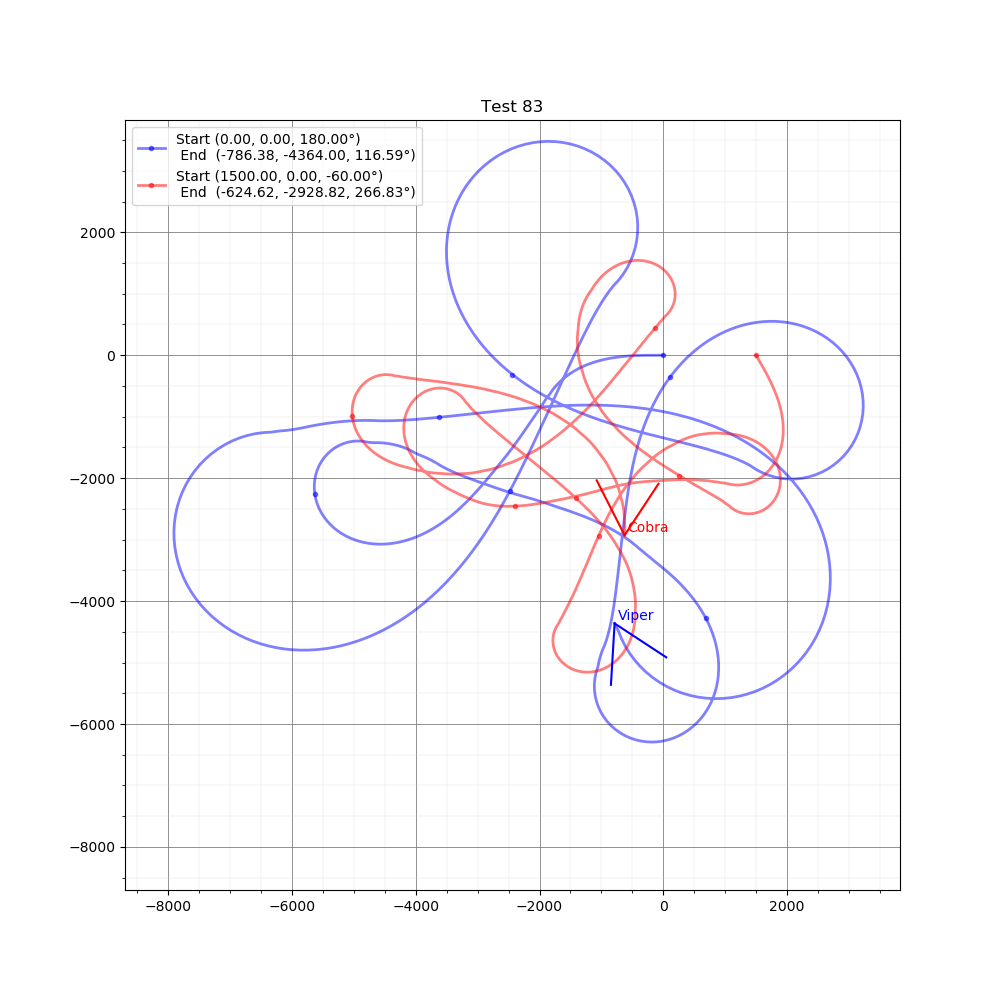 Test 83
Start (0.00, 0.00, 180.00°)
End (-786.38, -4364.00, 116.59°)
Start (1500.00, 0.00, -60.00°)
End (-624.62, -2928.82, 266.83°)
2000
0
−2000
−4000
−6000
−8000
Cobra
Viper
−8000 −6000 −4000 −2000 0 2000